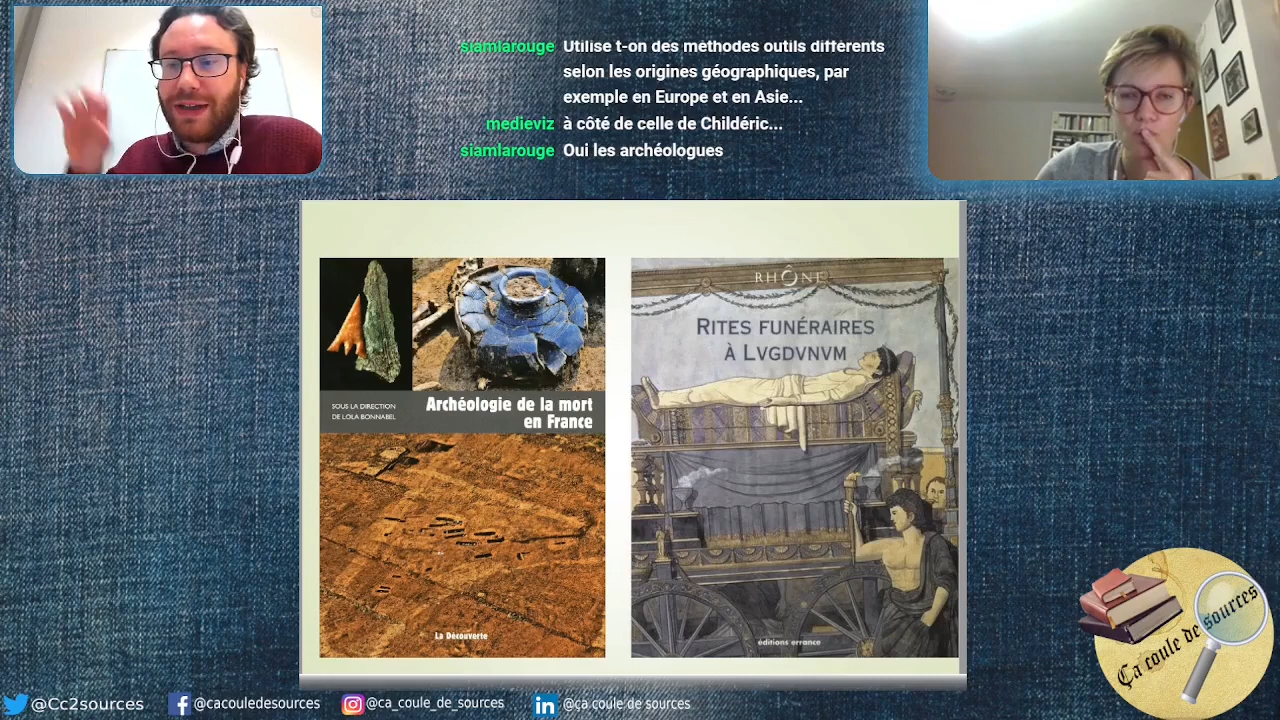 siamlarouge Utilise t-on des méthodes outils différents
selon les origines géographiques, par
exemple en Europe et en Asie...
medieviz à côté de celle de Childéric...
siamlarouge Oui les archéologues
SOUS LA DIRECTION
DE LOLA BONNABEL
Archéologie de la mort
en France
La Découverte
RHÔNE
RITES FUNÉRAIRES
À LVGDVNVM
éditions errance
Ça coule de sources
@Cc2sources
@cacouledesources
@ca_coule_de_sources
@ça coule de sources